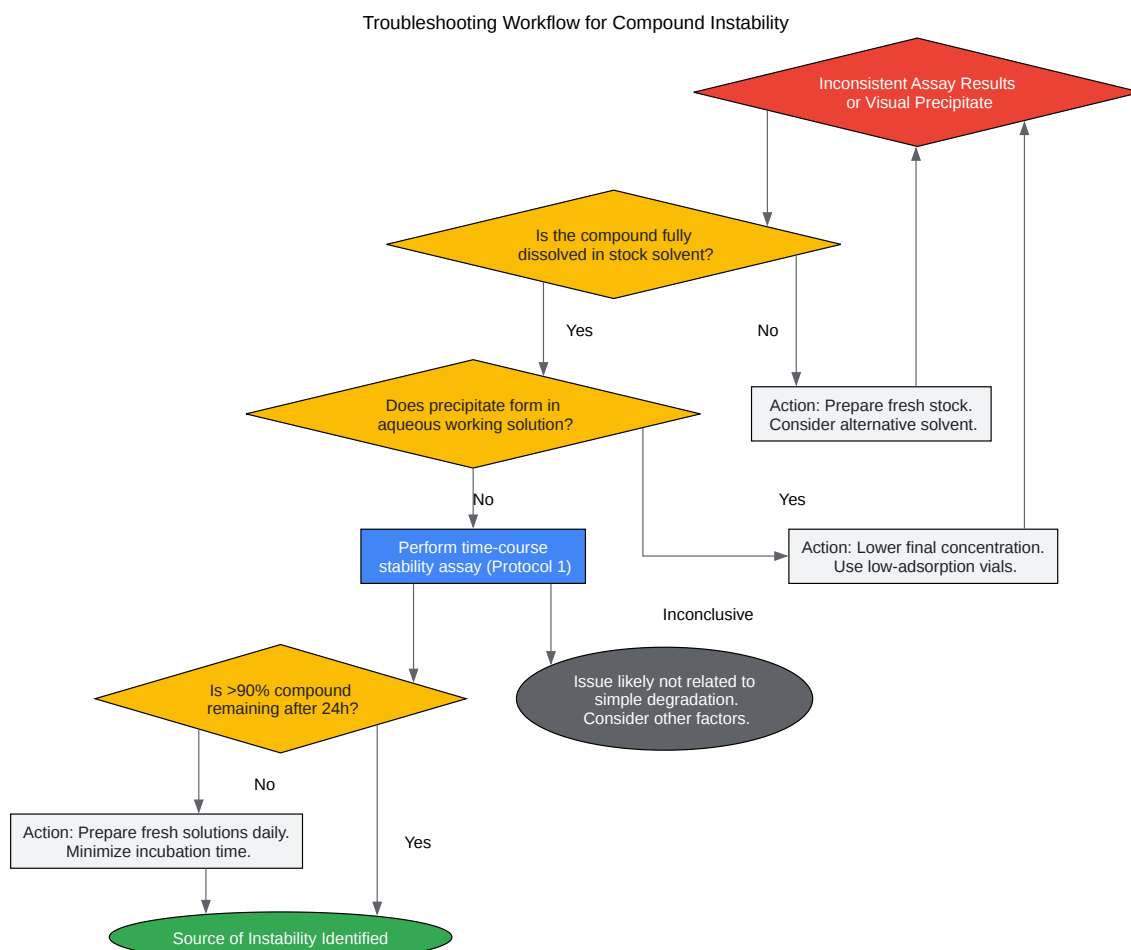 Troubleshooting Workflow for Compound Instability
Inconsistent Assay Results
or Visual Precipitate
Is the compound fully
dissolved in stock solvent?
Yes
No
Does precipitate form in
aqueous working solution?
Action: Prepare fresh stock.
Consider alternative solvent.
No
Yes
Perform time-course
stability assay (Protocol 1)
Action: Lower final concentration.
Use low-adsorption vials.
Inconclusive
Is >90% compound
remaining after 24h?
Issue likely not related to
simple degradation.
Consider other factors.
No
Yes
Action: Prepare fresh solutions daily.
Minimize incubation time.
Source of Instability Identified